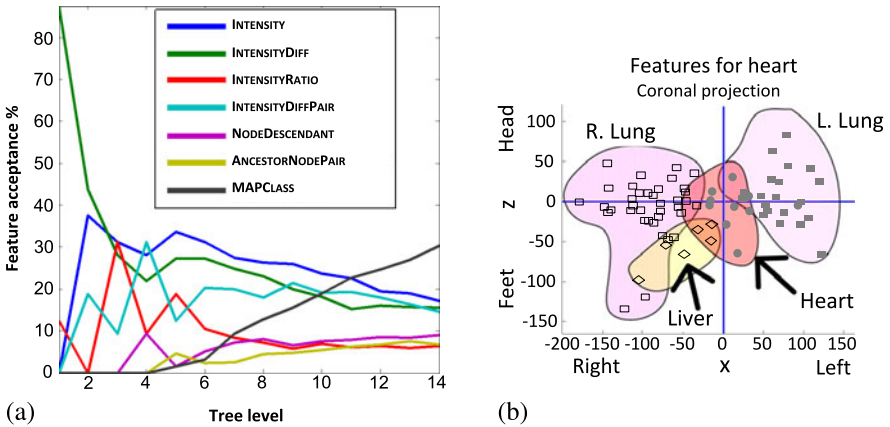 INTENSITY
INTENSITYDIFF
INTENSITYRATIO
INTENSITYDIFFPAIR
NODEDESCENDANT
ANCESTORNODEPAIR
MAPCLASS
Feature acceptance %
80
70
60
50
40
30
20
10
0
2 4 6 8 10 12 14
Tree level
(a)
Features for heart
Coronal projection
R. Lung
L. Lung
Head
Z
Feet
100
50
0
-50
-100
-150
Liver
Heart
-200 -150 -100 -50 0 50 100 150
Right X Left
(b)